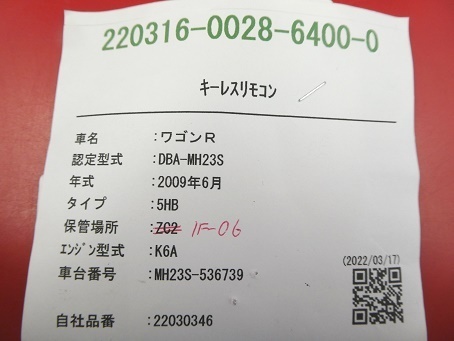 220316-0028-6400-0
キーレスリモコン
車名 :ワゴンR
認定型式 :DBA-MH23S
年式 :2009年6月
タイプ :5HB
保管場所 :ZC2 1F-06
エンジン型式 :K6A
車台番号 :MH23S-536739
(2022/03/17)
自社品番 :22030346